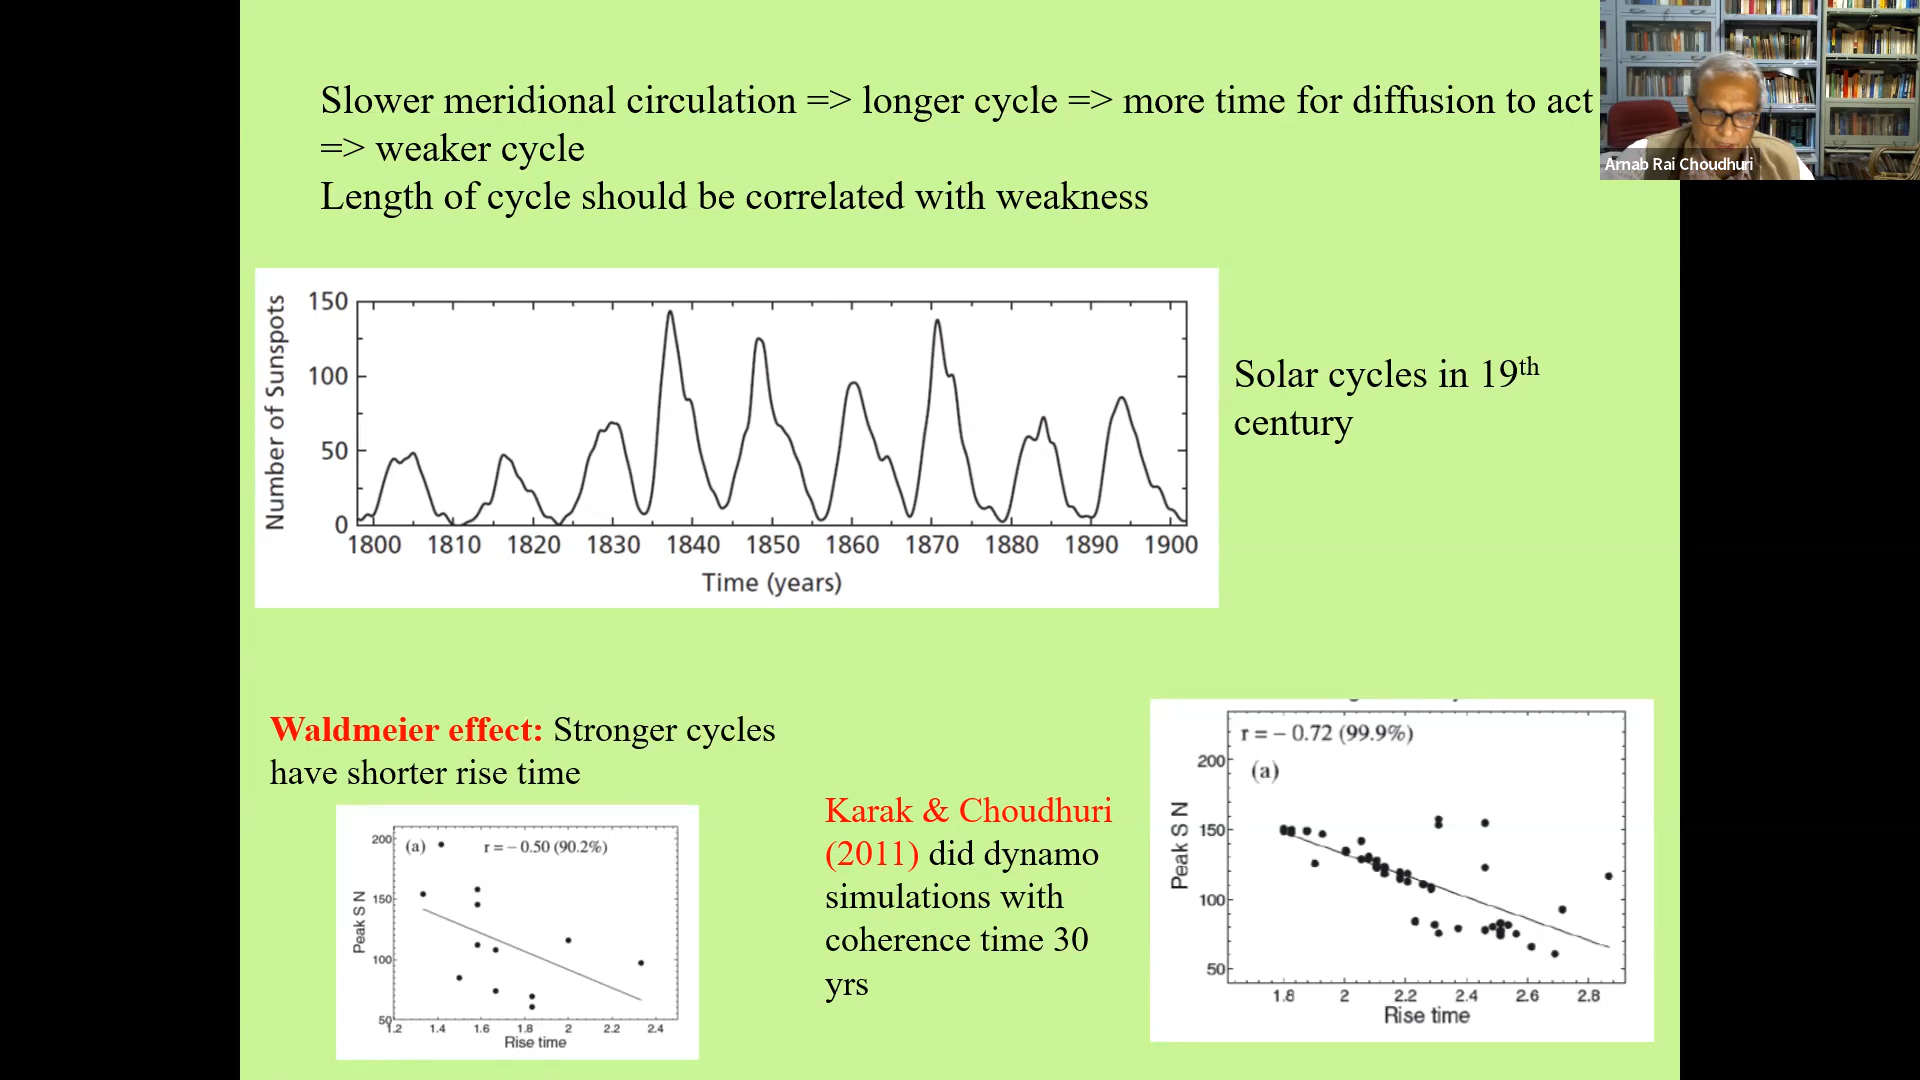 Slower meridional circulation => longer cycle => more time for diffusion to act
=> weaker cycle
Length of cycle should be correlated with weakness
Arnab Rai Choudhuri
Number of Sunspots
150
100
50
0
1800 1810 1820 1830 1840 1850 1860 1870 1880 1890 1900
Time (years)
Solar cycles in 19th
century
Waldmeier effect: Stronger cycles
have shorter rise time
(a) r = - 0.50 (90.2%)
Peak S N
200
150
100
50
1.2 1.4 1.6 1.8 2 2.2 2.4
Rise time
Karak & Choudhuri
(2011) did dynamo
simulations with
coherence time 30
yrs
r = - 0.72 (99.9%)
(a)
Peak S N
200
150
100
50
1.8 2 2.2 2.4 2.6 2.8
Rise time